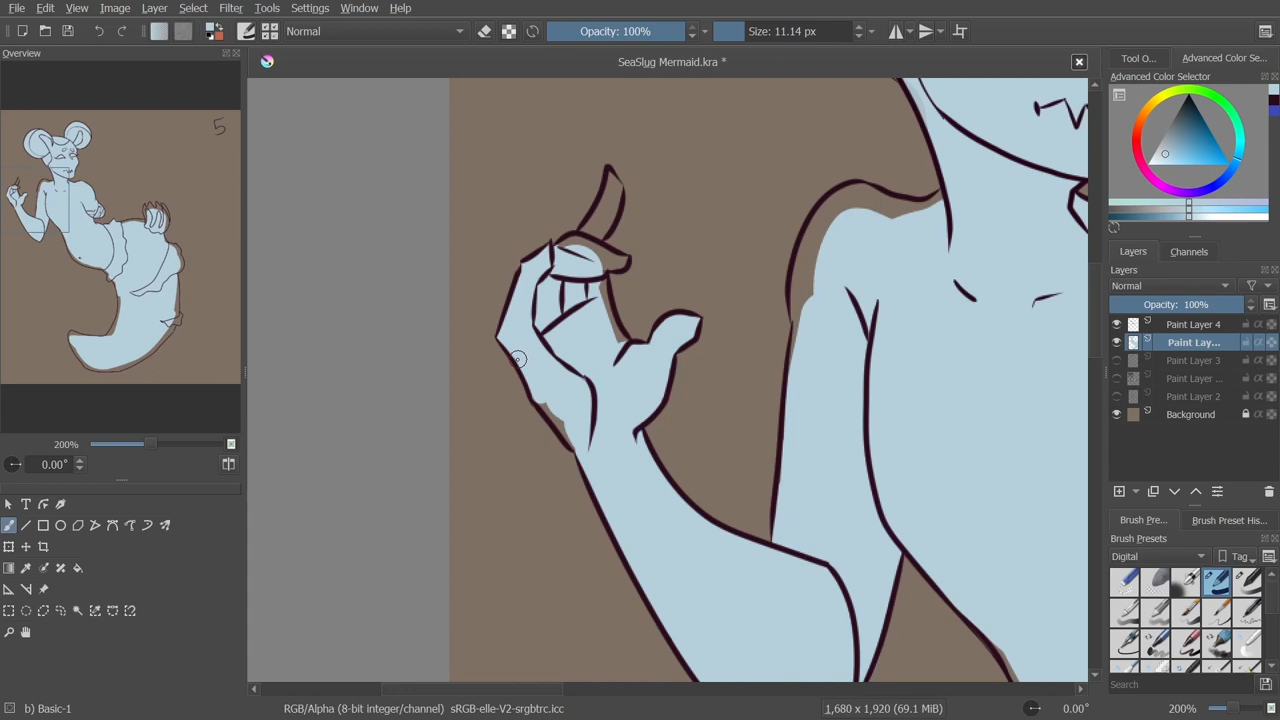 File Edit View Image Layer Select Filter Tools Settings Window Help
Normal Opacity: 100% Size: 11.14 px
Overview
SeaSlug Mermaid.kra *
Tool O... Advanced Color Se...
Advanced Color Selector
5
Layers Channels
Layers
Normal
Opacity: 100%
Paint Layer 4
Paint Lay...
Paint Layer 3
Paint Layer ...
Paint Layer 2
Background
200%
0.00°
Brush Pre... Brush Preset His...
Brush Presets
Digital Tag
Search
b) Basic-1 RGB/Alpha (8-bit integer/channel) sRGB-elle-V2-srgbtrc.icc 1,680 x 1,920 (69.1 MiB) 0.00° 200%